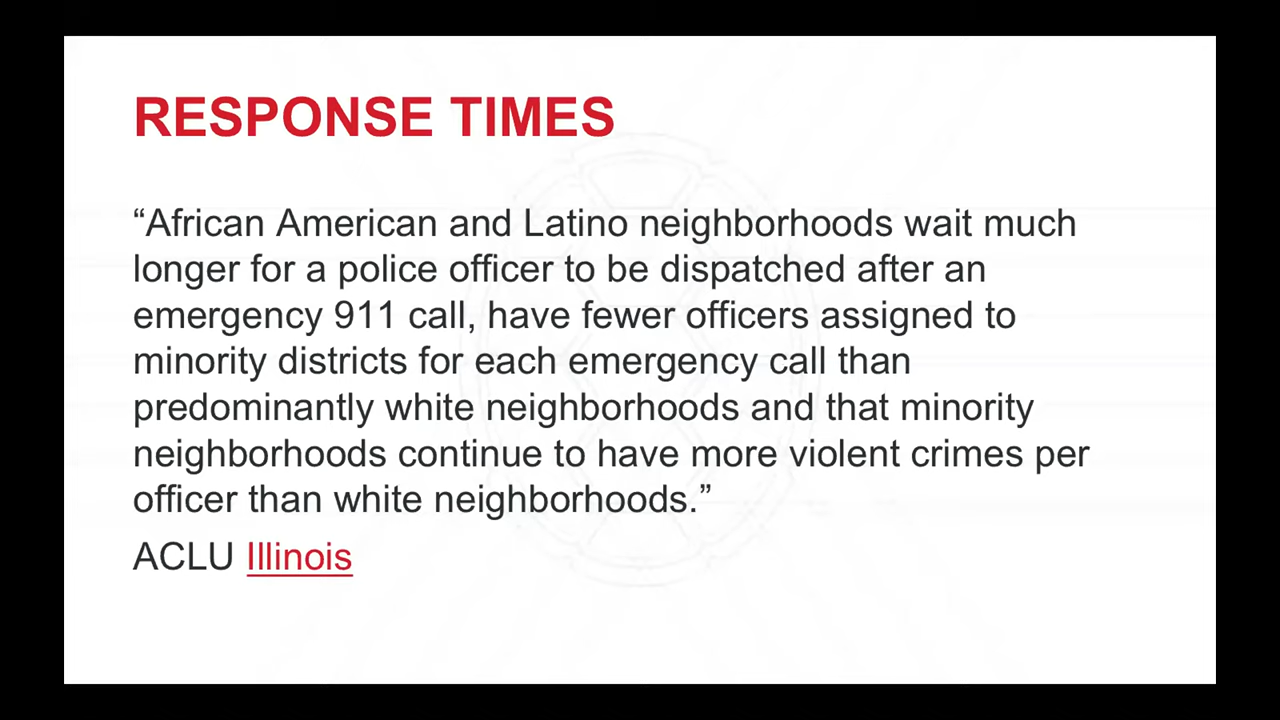 RESPONSE TIMES
“African American and Latino neighborhoods wait much
longer for a police officer to be dispatched after an
emergency 911 call, have fewer officers assigned to
minority districts for each emergency call than
predominantly white neighborhoods and that minority
neighborhoods continue to have more violent crimes per
officer than white neighborhoods.”
ACLU Illinois